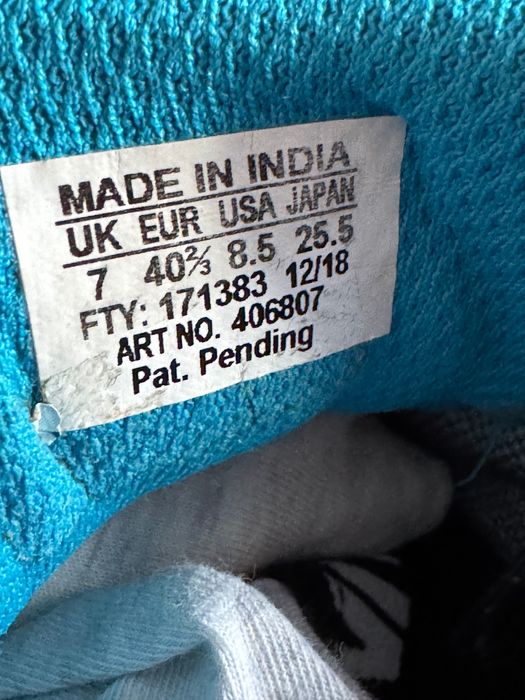 MADE IN INDIA
UK EUR USA JAPAN
7 40⅔ 8.5 25.5
FTY: 171383 12/18
ART NO. 406807
Pat. Pending